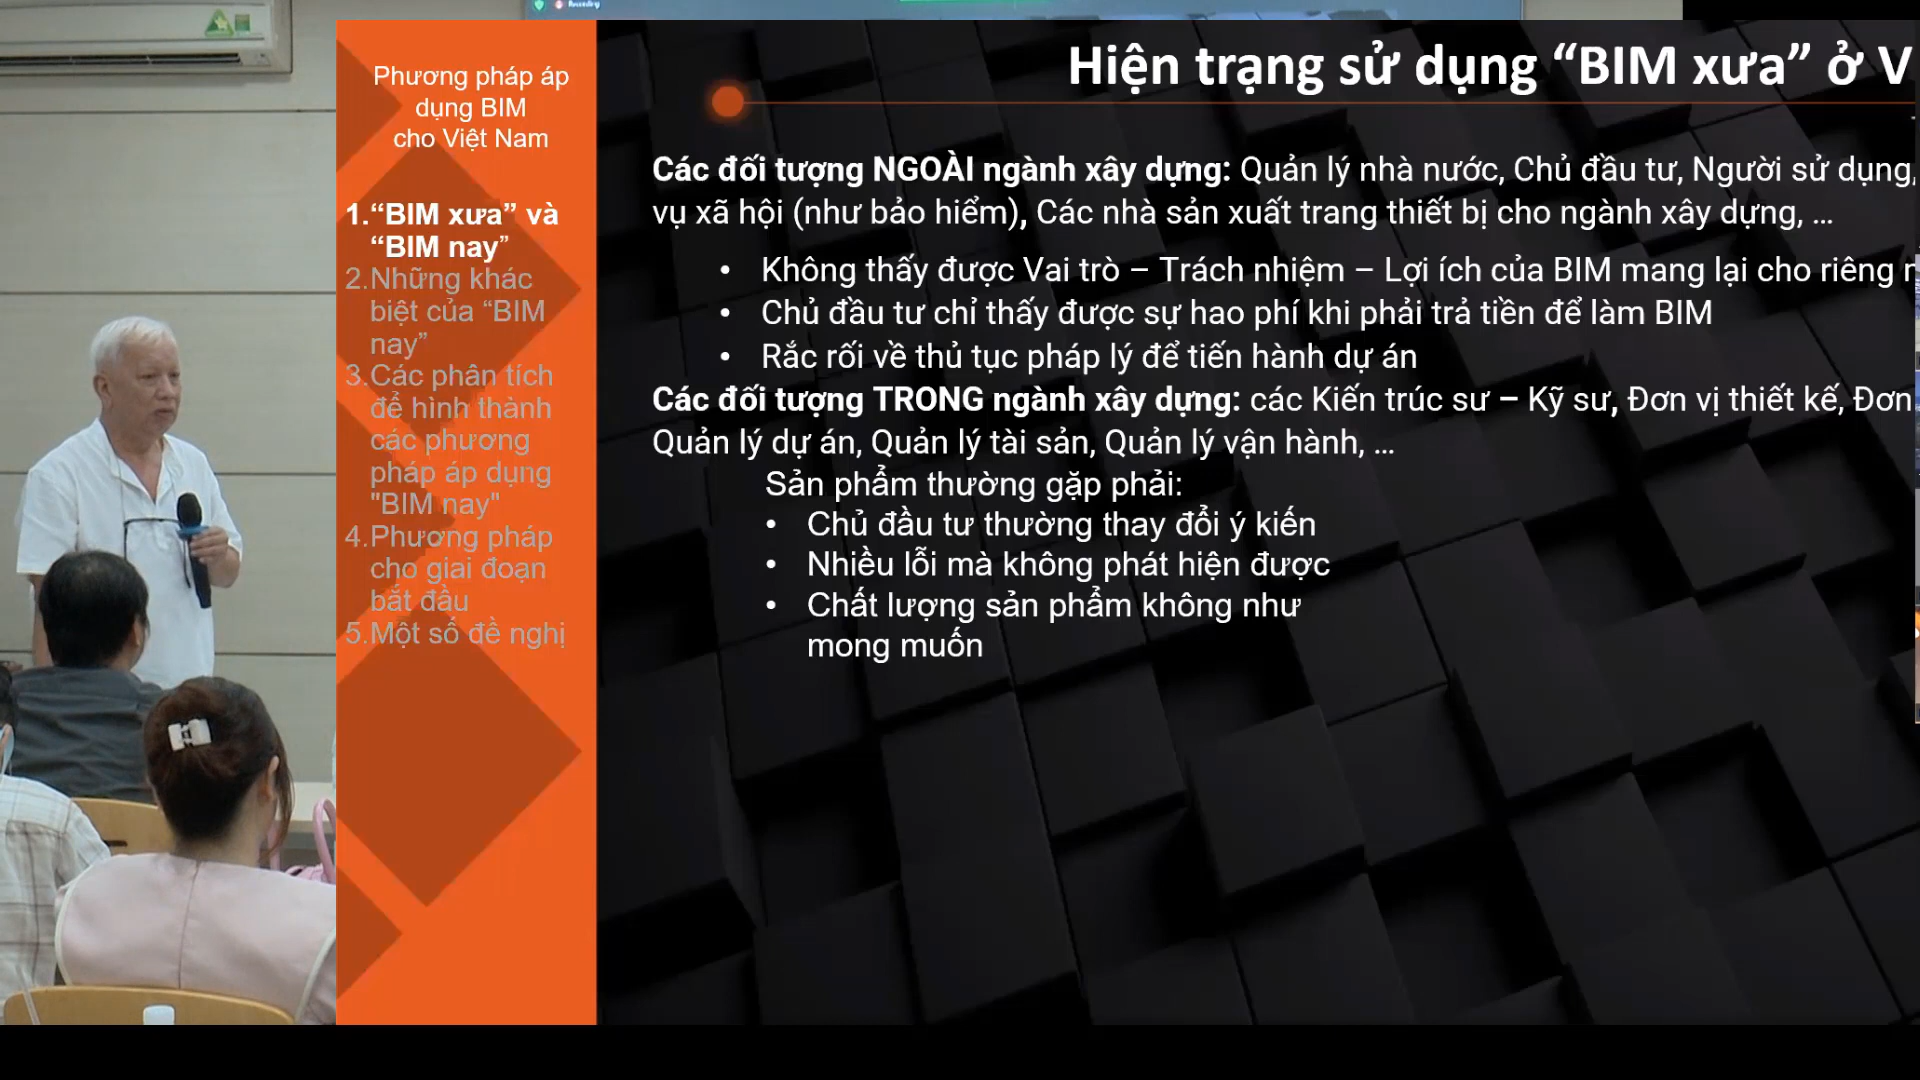 Recording
Phương pháp áp
dụng BIM
cho Việt Nam
1.“BIM xưa” và
“BIM nay”
2.Những khác
biệt của “BIM
nay”
3.Các phân tích
để hình thành
các phương
pháp áp dụng
"BIM nay"
4.Phương pháp
cho giai đoạn
bắt đầu
5.Một số đề nghị
Hiện trạng sử dụng “BIM xưa” ở V
Các đối tượng NGOÀI ngành xây dựng: Quản lý nhà nước, Chủ đầu tư, Người sử dụng,
vụ xã hội (như bảo hiểm), Các nhà sản xuất trang thiết bị cho ngành xây dựng, ...
• Không thấy được Vai trò – Trách nhiệm – Lợi ích của BIM mang lại cho riêng
• Chủ đầu tư chỉ thấy được sự hao phí khi phải trả tiền để làm BIM
• Rắc rối về thủ tục pháp lý để tiến hành dự án
Các đối tượng TRONG ngành xây dựng: các Kiến trúc sư – Kỹ sư, Đơn vị thiết kế, Đơn
Quản lý dự án, Quản lý tài sản, Quản lý vận hành, ...
Sản phẩm thường gặp phải:
• Chủ đầu tư thường thay đổi ý kiến
• Nhiều lỗi mà không phát hiện được
• Chất lượng sản phẩm không như
mong muốn